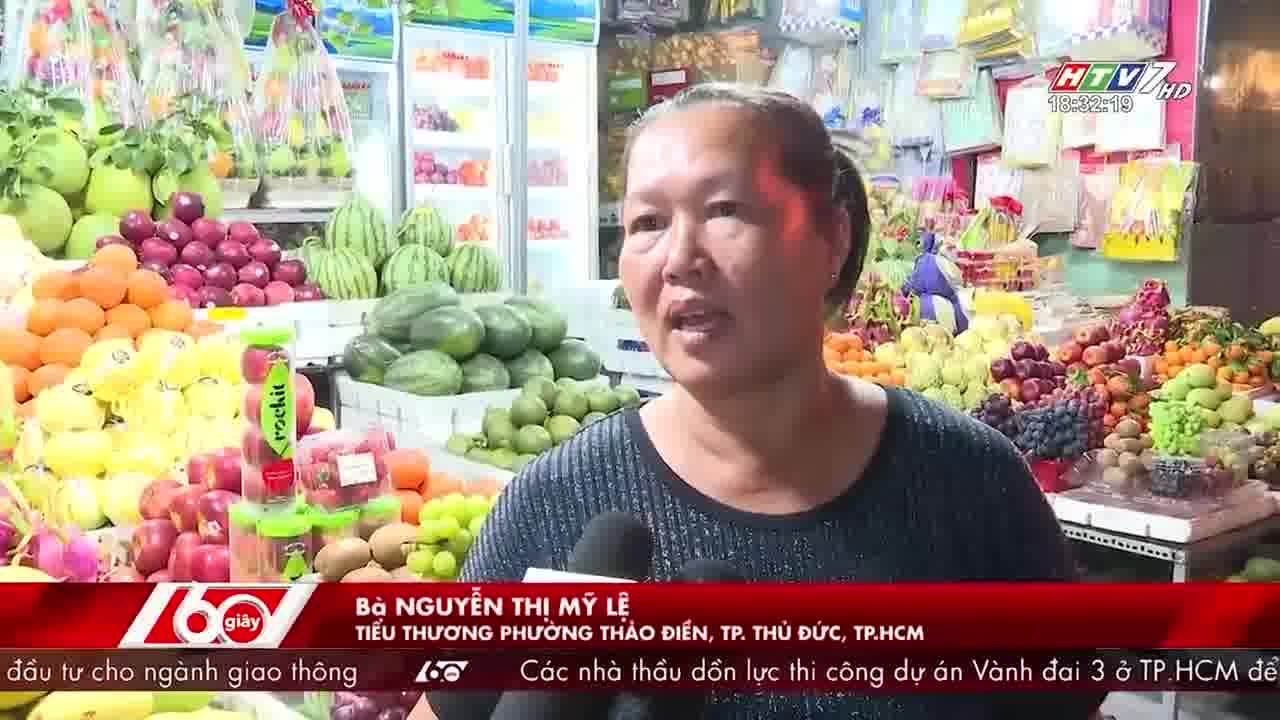 HTV7 HD
18:32:19
rockit
60 giây
Bà NGUYỄN THỊ MỸ LỆ
TIỂU THƯƠNG PHƯỜNG THẢO ĐIỀN, TP. THỦ ĐỨC, TP.HCM
đầu tư cho ngành giao thông 60 giây Các nhà thầu dồn lực thi công dự án Vành đai 3 ở TP.HCM để